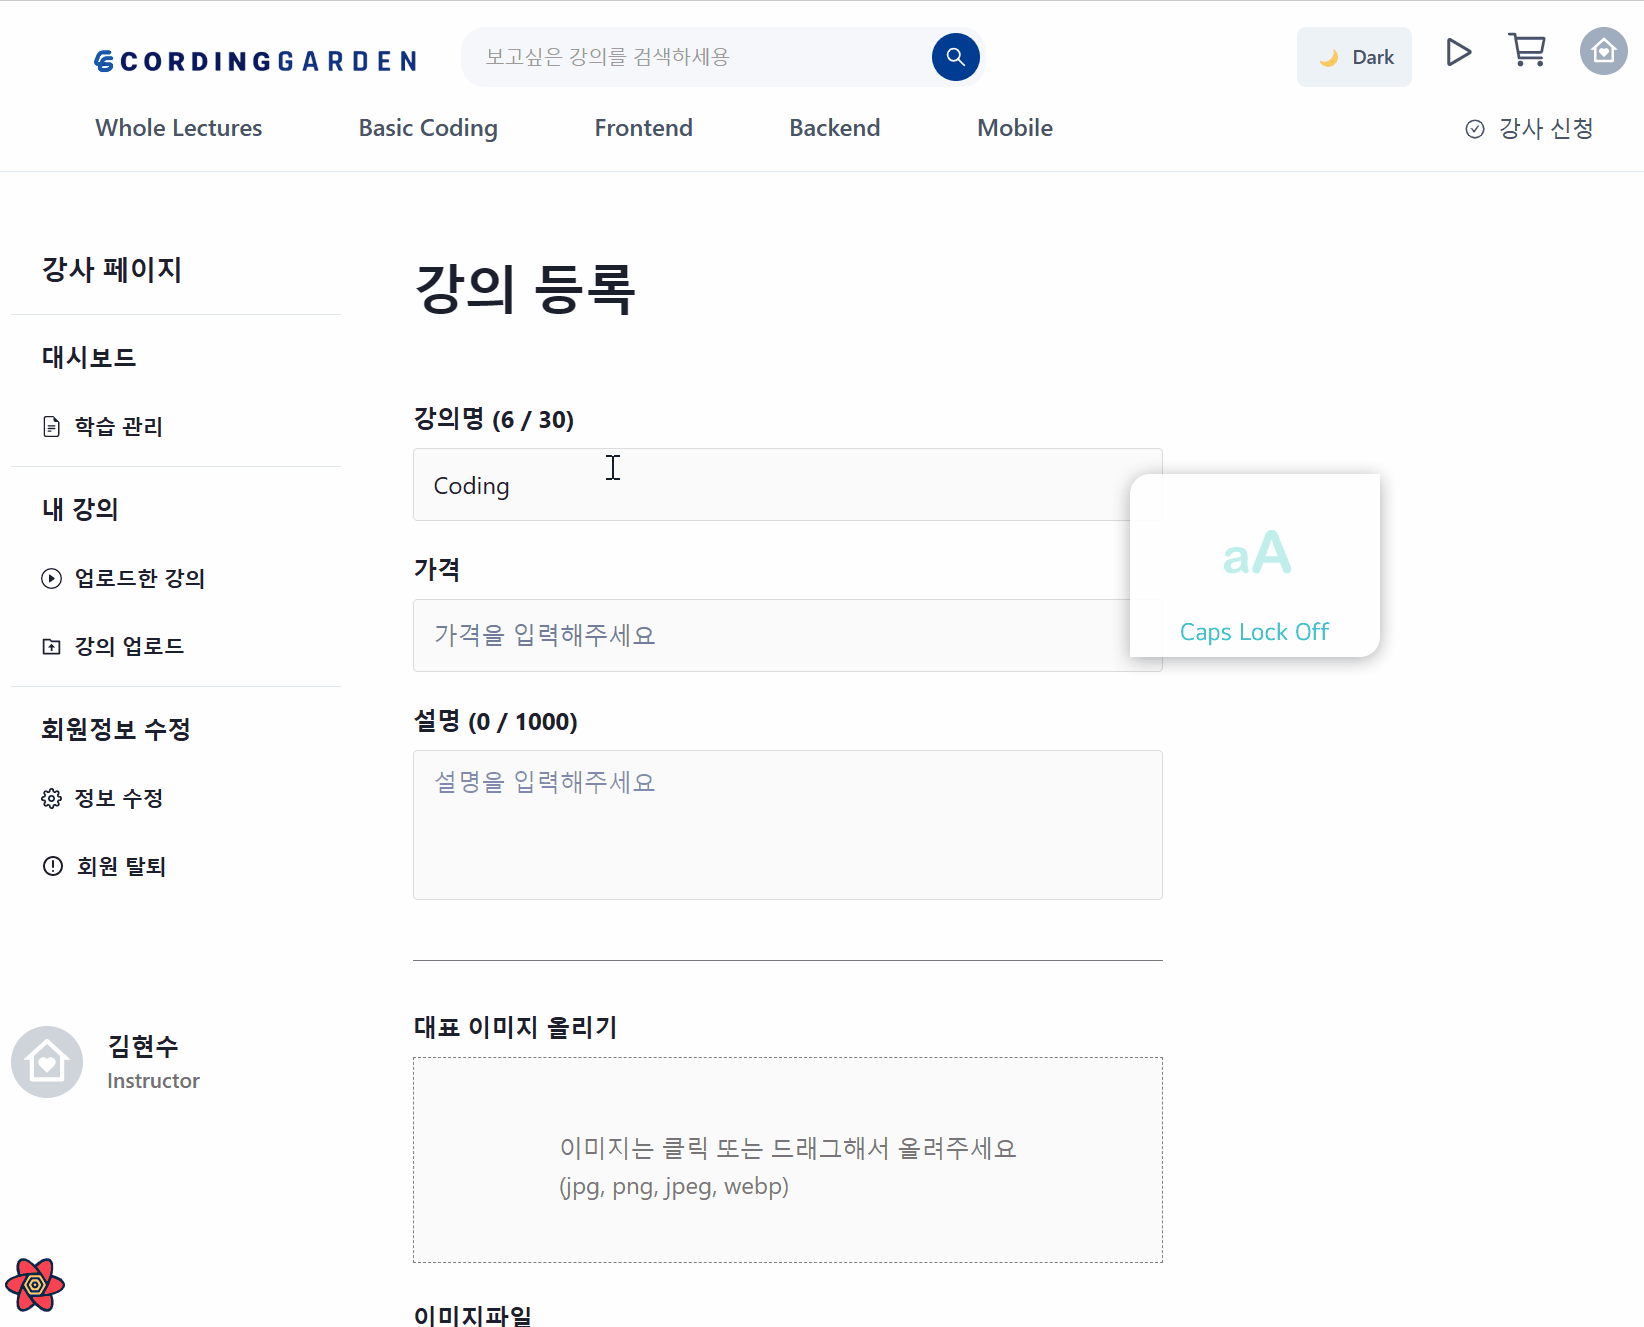 CORDINGGARDEN
보고싶은 강의를 검색하세용
Dark
Whole Lectures
Basic Coding
Frontend
Backend
Mobile
강사 신청
강사 페이지
대시보드
학습 관리
내 강의
업로드한 강의
강의 업로드
회원정보 수정
정보 수정
회원 탈퇴
김현수
Instructor
강의 등록
강의명 (6 / 30)
Coding
가격
가격을 입력해주세요
설명 (0 / 1000)
설명을 입력해주세요
aA
Caps Lock Off
대표 이미지 올리기
이미지는 클릭 또는 드래그해서 올려주세요
(jpg, png, jpeg, webp)
이미지파일